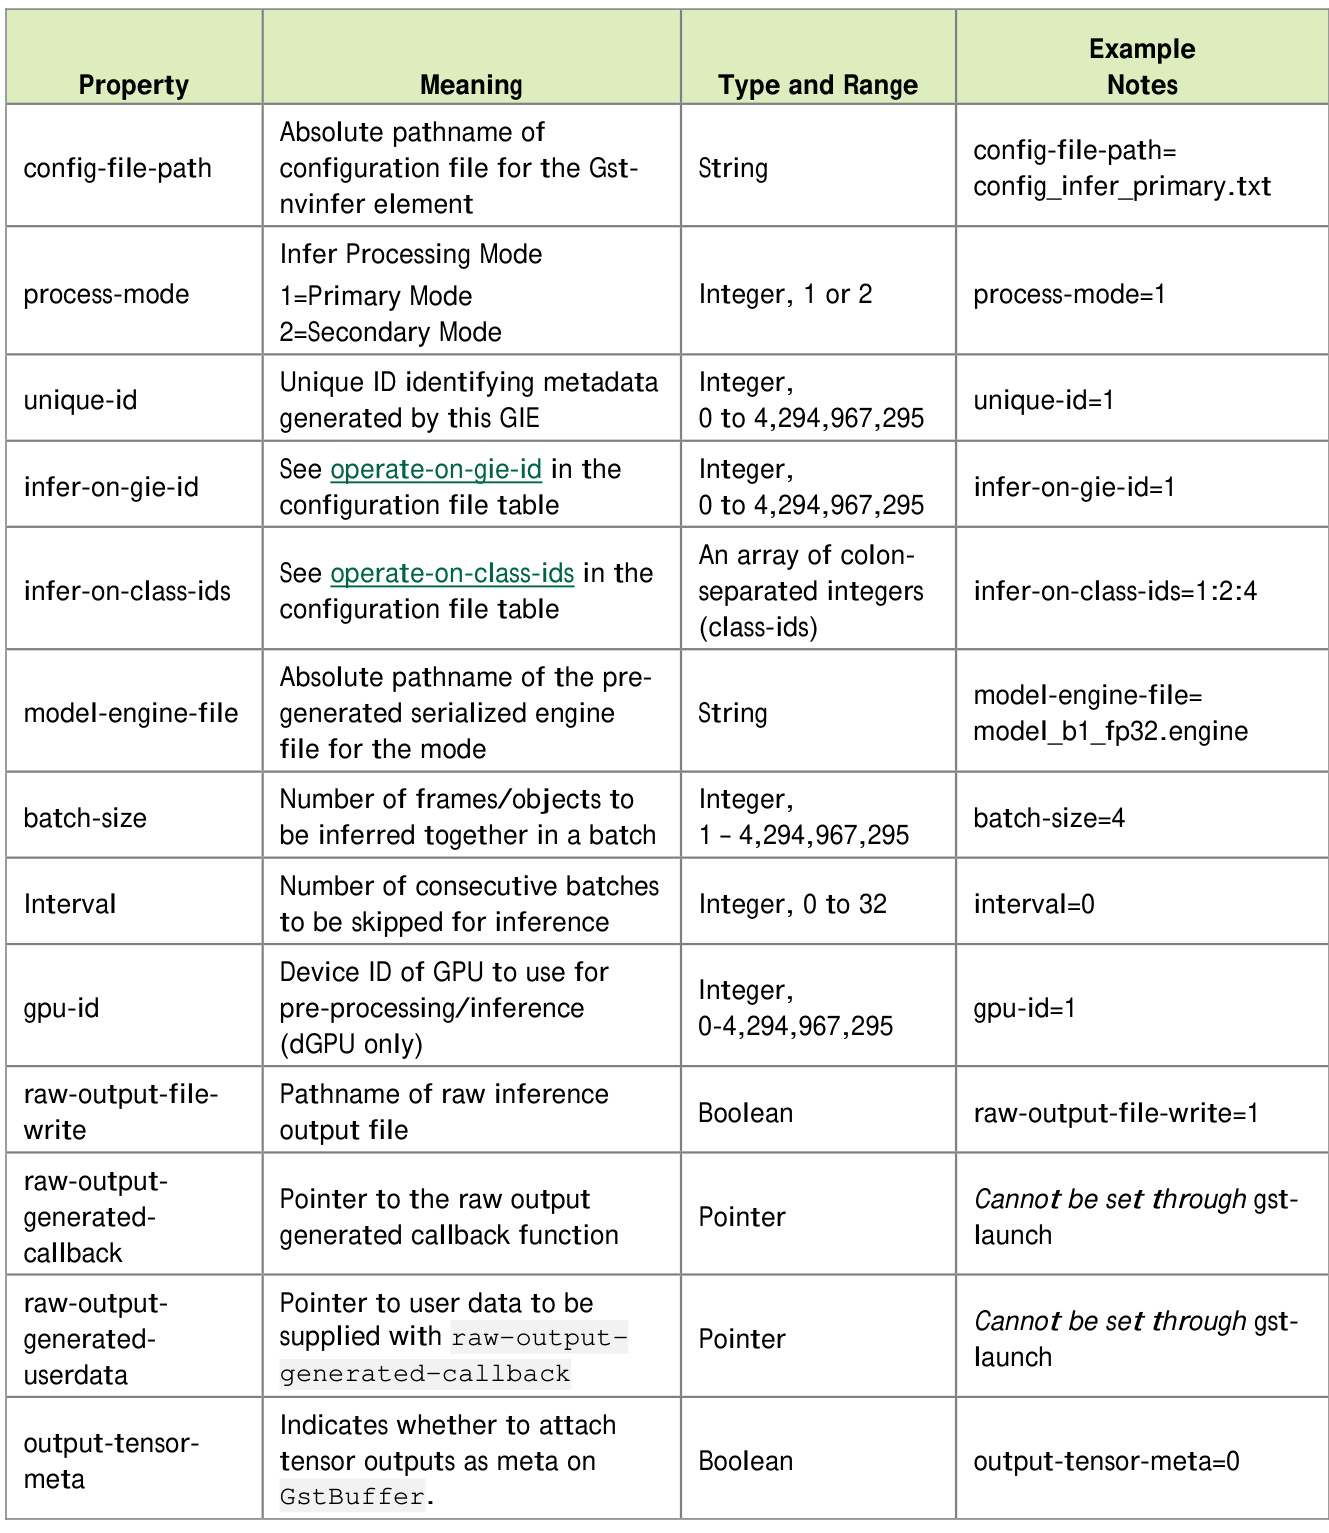 Property
Meaning
Type and Range
Example
Notes
config-file-path
Absolute pathname of
configuration file for the Gst-
nvinfer element
String
config-file-path=
config_infer_primary.txt
process-mode
Infer Processing Mode
1=Primary Mode
2=Secondary Mode
Integer, 1 or 2
process-mode=1
unique-id
Unique ID identifying metadata
generated by this GIE
Integer,
0 to 4,294,967,295
unique-id=1
infer-on-gie-id
See operate-on-gie-id in the
configuration file table
Integer,
0 to 4,294,967,295
infer-on-gie-id=1
infer-on-class-ids
See operate-on-class-ids in the
configuration file table
An array of colon-
separated integers
(class-ids)
infer-on-class-ids=1:2:4
model-engine-file
Absolute pathname of the pre-
generated serialized engine
file for the mode
String
model-engine-file=
model_b1_fp32.engine
batch-size
Number of frames/objects to
be inferred together in a batch
Integer,
1 – 4,294,967,295
batch-size=4
Interval
Number of consecutive batches
to be skipped for inference
Integer, 0 to 32
interval=0
gpu-id
Device ID of GPU to use for
pre-processing/inference
(dGPU only)
Integer,
0-4,294,967,295
gpu-id=1
raw-output-file-
write
Pathname of raw inference
output file
Boolean
raw-output-file-write=1
raw-output-
generated-
callback
Pointer to the raw output
generated callback function
Pointer
Cannot be set through gst-
launch
raw-output-
generated-
userdata
Pointer to user data to be
supplied with raw-output-
generated-callback
Pointer
Cannot be set through gst-
launch
output-tensor-
meta
Indicates whether to attach
tensor outputs as meta on
GstBuffer.
Boolean
output-tensor-meta=0